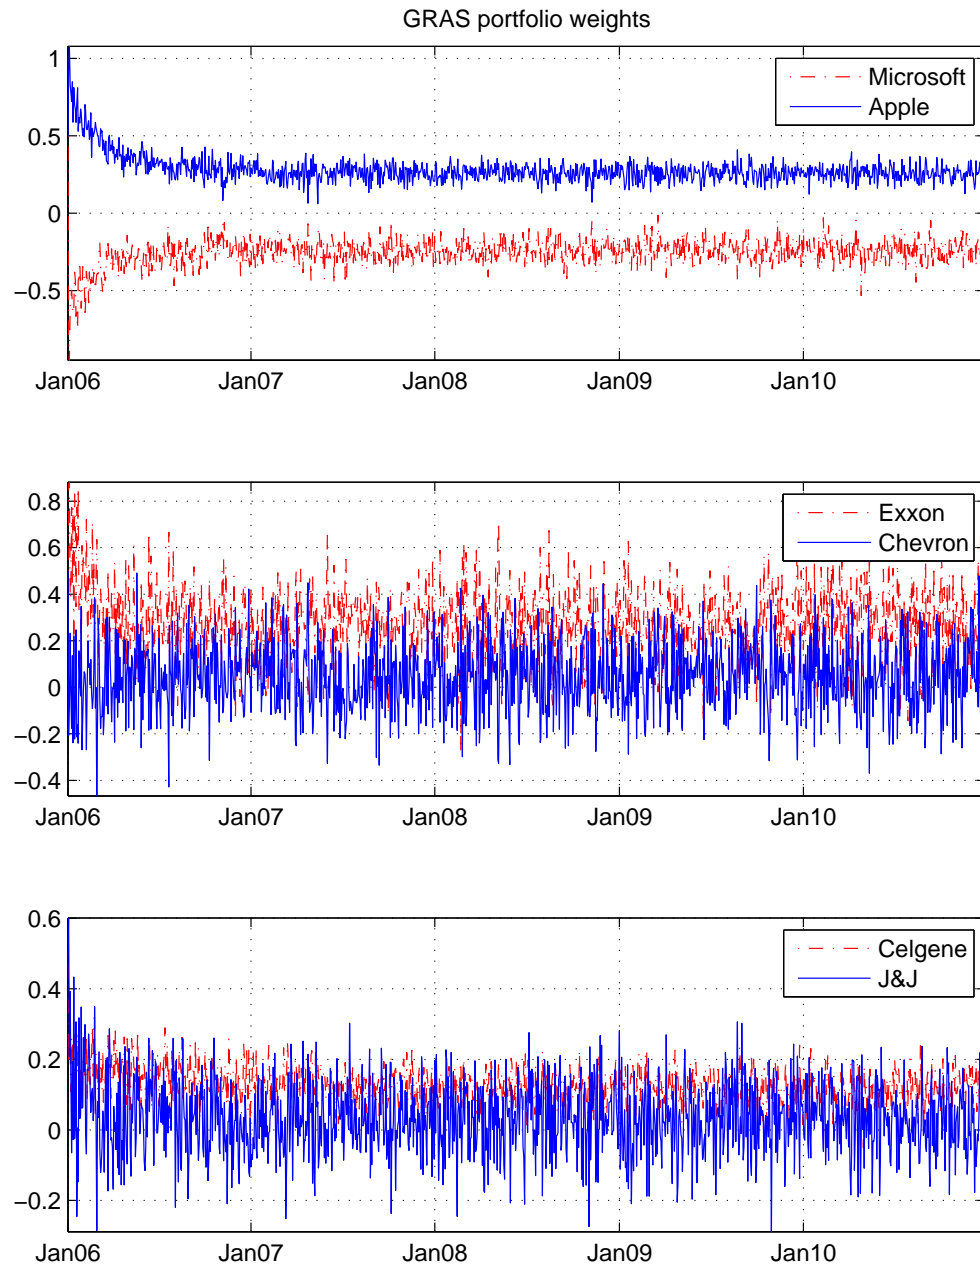 GRAS portfolio weights
1
0.5
0
−0.5
Microsoft
Apple
Jan06 Jan07 Jan08 Jan09 Jan10
0.8
0.6
0.4
0.2
0
−0.2
−0.4
Exxon
Chevron
Jan06 Jan07 Jan08 Jan09 Jan10
0.6
0.4
0.2
0
−0.2
Celgene
J&J
Jan06 Jan07 Jan08 Jan09 Jan10